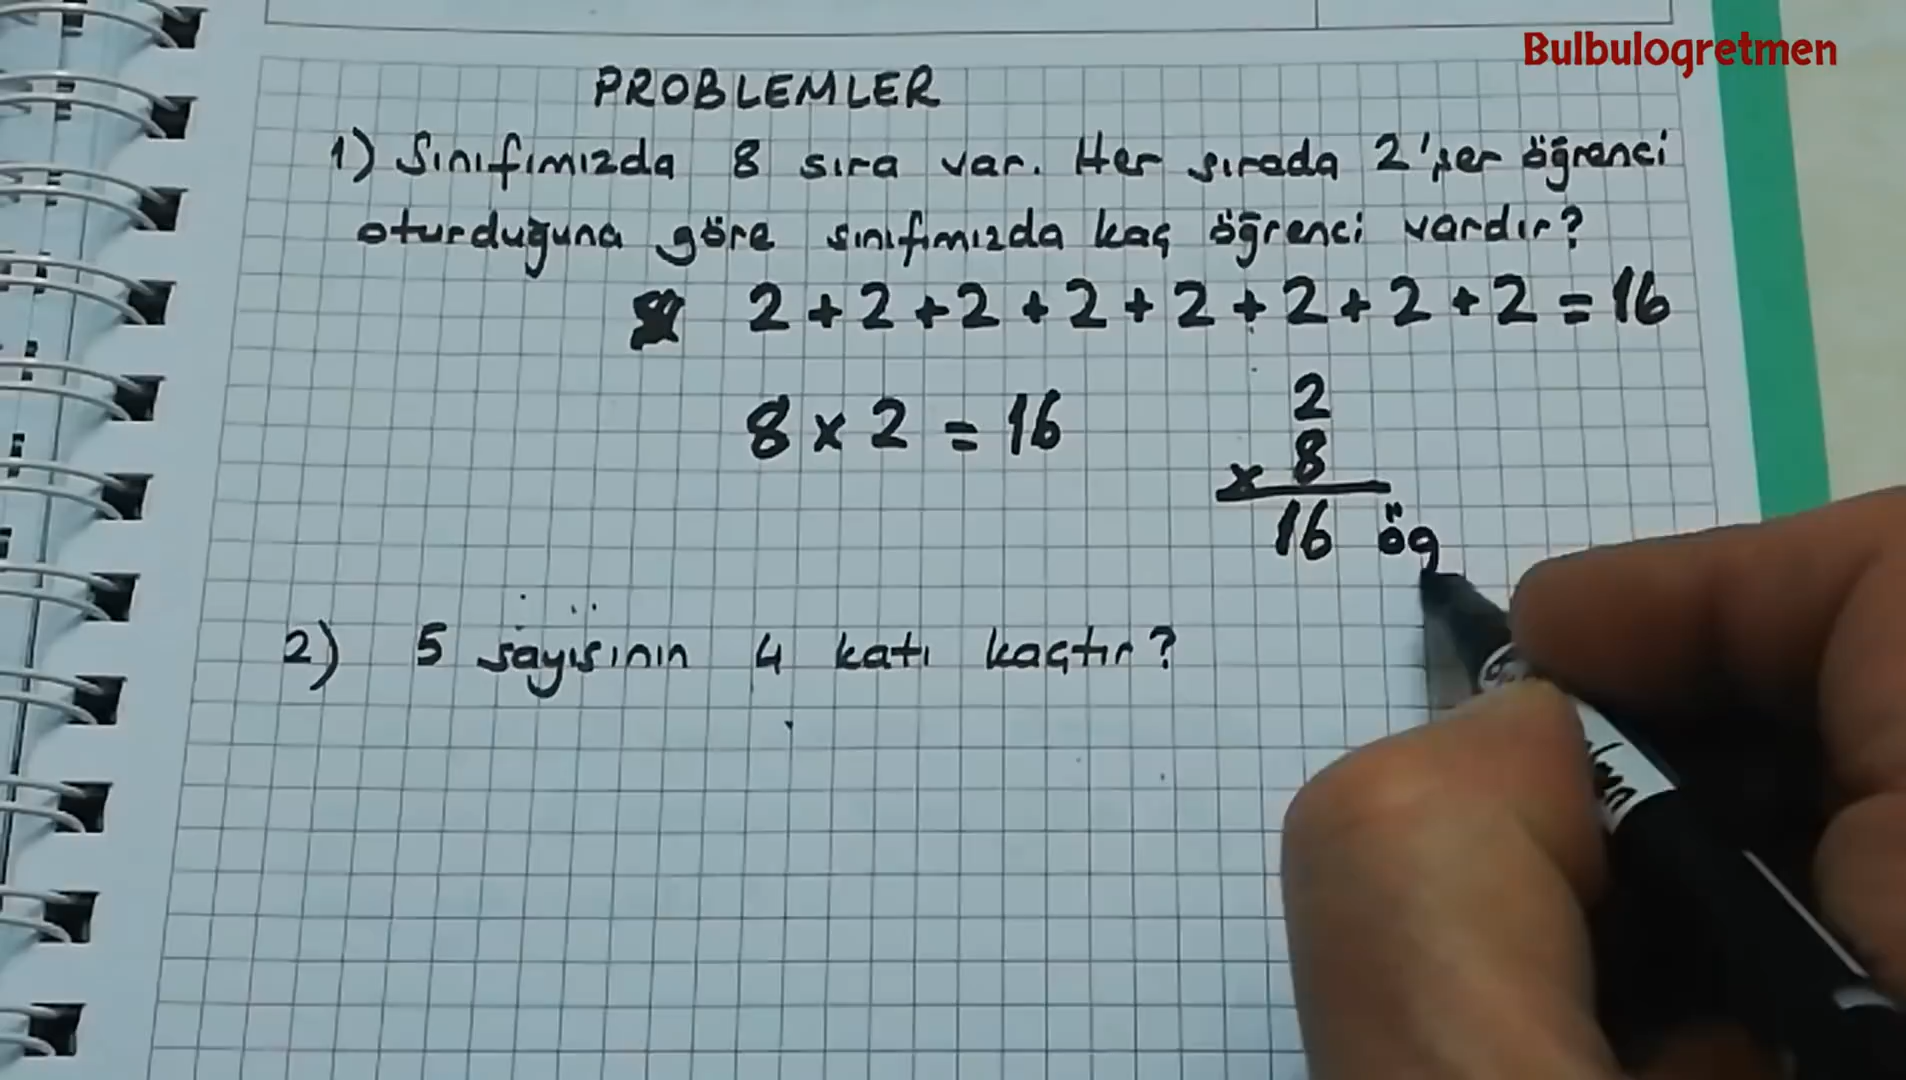 Bulbulogretmen
PROBLEMLER
1) Sınıfımızda 8 sıra var. Her sırada 2'şer öğrenci
oturduğuna göre sınıfımızda kaç öğrenci vardır?
2 + 2 + 2 + 2 + 2 + 2 + 2 + 2 = 16
8 x 2 = 16
2
x 8
16 ög
2) 5 sayısının 4 katı kaçtır?